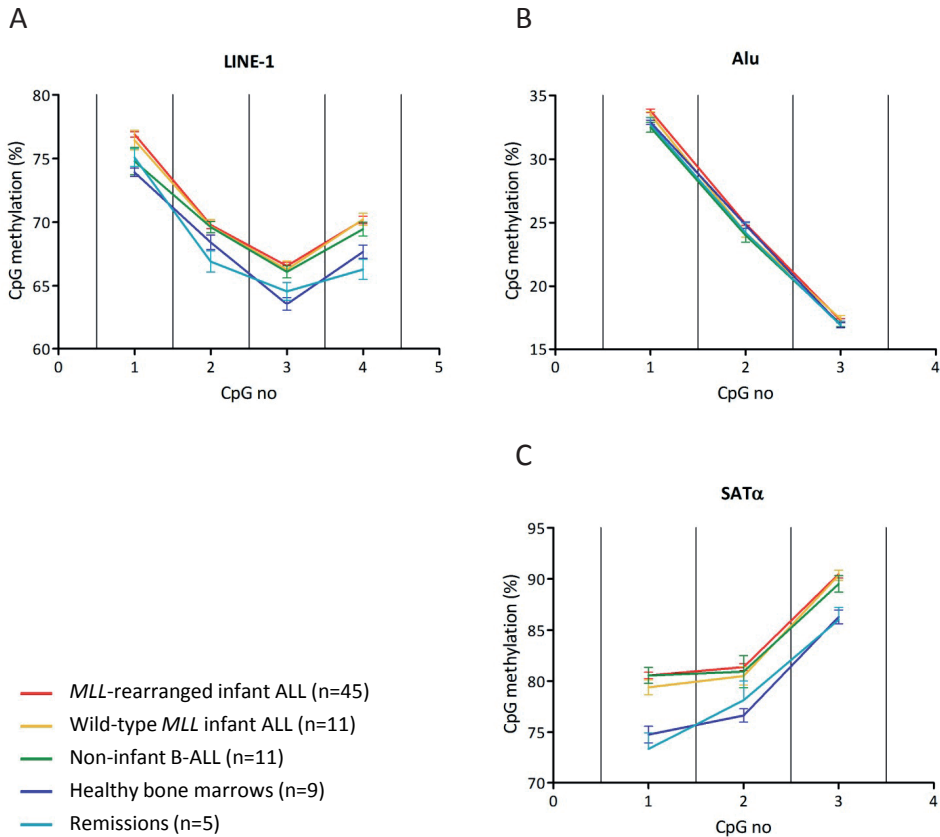 A
LINE-1
CpG methylation (%)
80
75
70
65
60
0 1 2 3 4 5
CpG no
B
Alu
CpG methylation (%)
35
31
25
21
15
0 1 2 3 4
CpG no
C
SATα
CpG methylation (%)
95
90
85
80
75
70
0 1 2 3 4
CpG no
MLL-rearranged infant ALL (n=45)
Wild-type MLL infant ALL (n=11)
Non-infant B-ALL (n=11)
Healthy bone marrows (n=9)
Remissions (n=5)